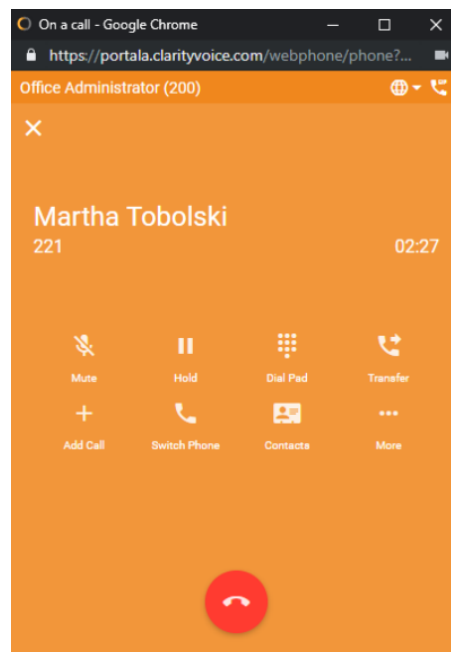 On a call - Google Chrome
https://portala.clarityvoice.com/webphone/phone?...
Office Administrator (200)
Martha Tobolski
221 02:27
Mute Hold Dial Pad Transfer
Add Call Switch Phone Contacts More